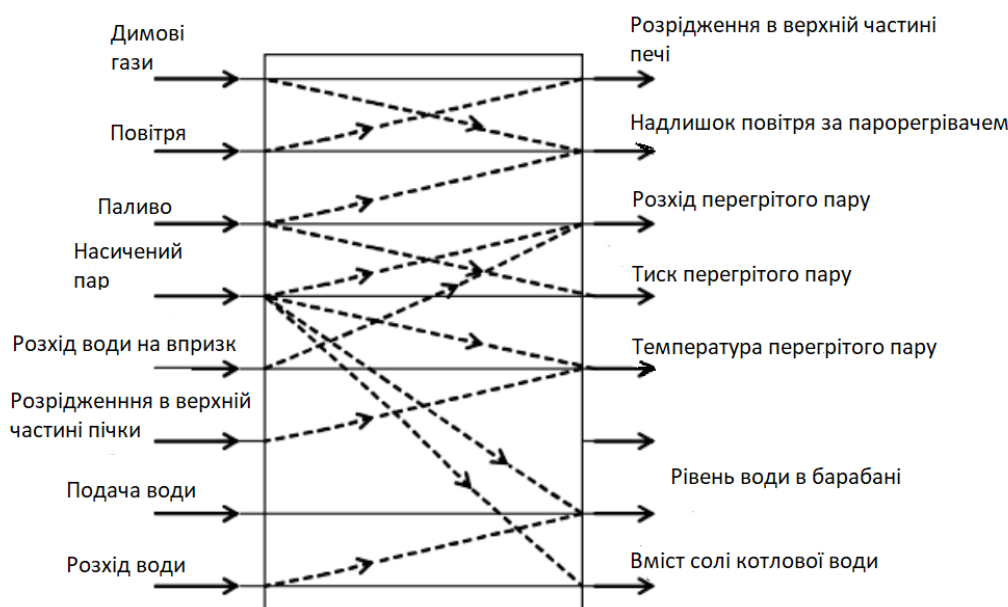 Димові
гази
Повітря
Паливо
Насичений
пар
Розхід води на впризк
Розрідженння в верхній
частині пічки
Подача води
Розхід води
Розрідження в верхній частині
печі
Надлишок повітря за парорегрівачем
Розхід перегрітого пару
Тиск перегрітого пару
Температура перегрітого пару
Рівень води в барабані
Вміст солі котлової води